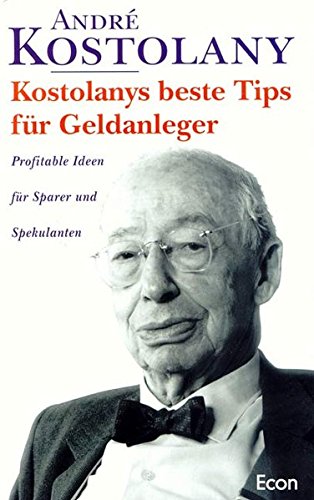 ANDRÉ
KOSTOLANY
Kostolanys beste Tips
für Geldanleger
Profitable Ideen
für Sparer und
Spekulanten
Econ